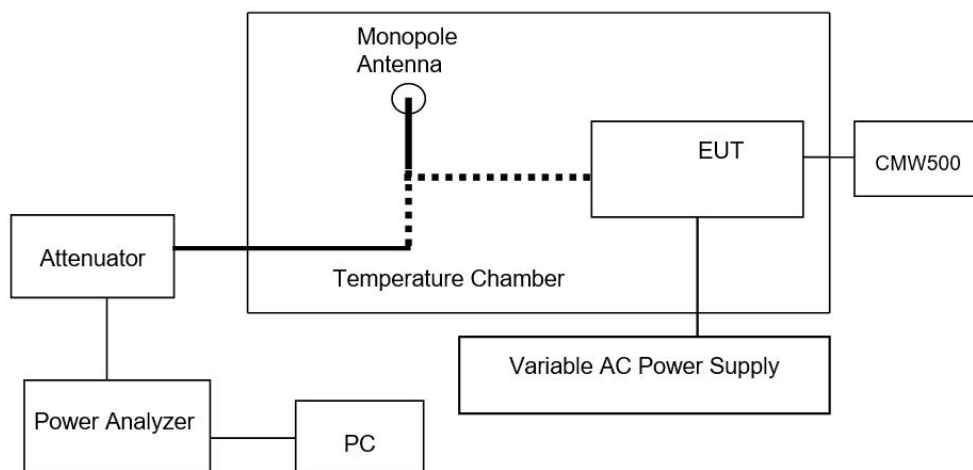 Monopole
Antenna
EUT
CMW500
Attenuator
Temperature Chamber
Variable AC Power Supply
Power Analyzer
PC